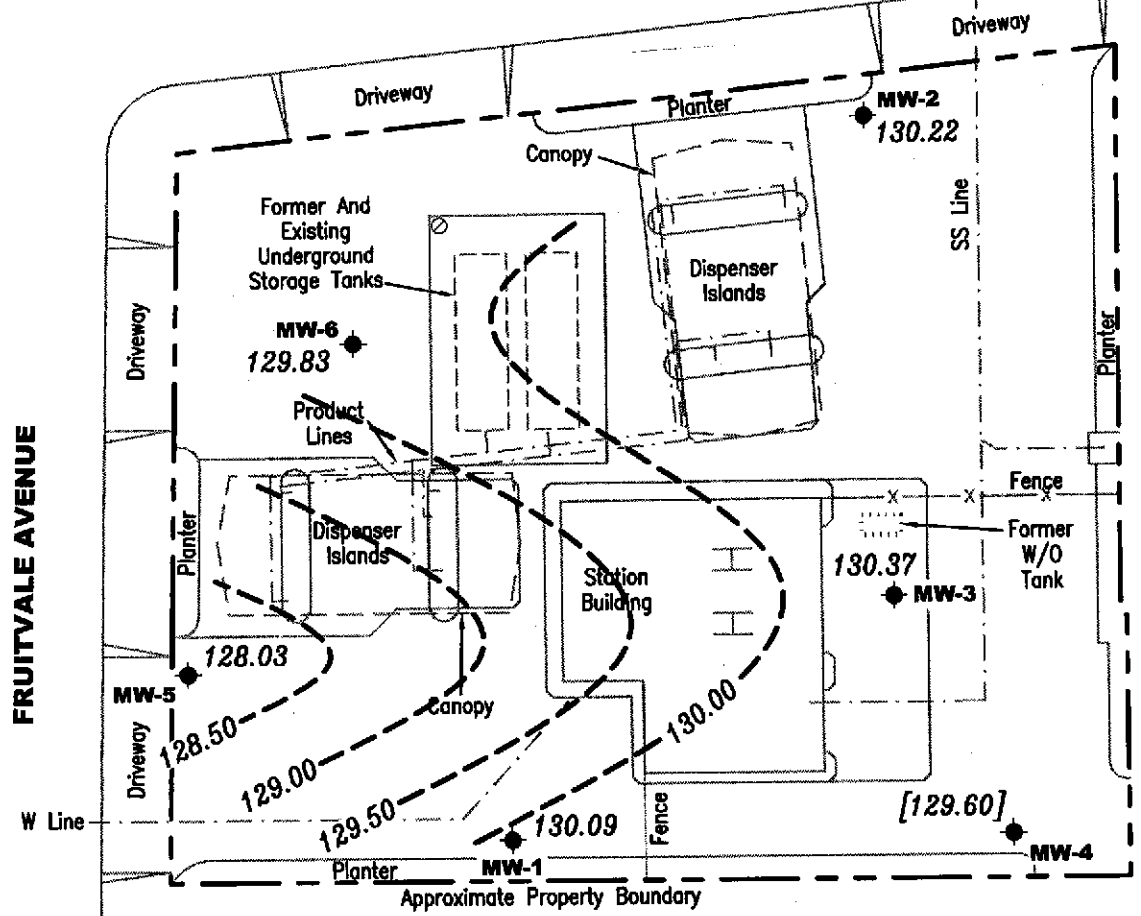 Driveway
Driveway
Planter
MW-2
130.22
Canopy
SS Line
Former And
Existing
Underground
Storage Tanks
Dispenser
Islands
Driveway
MW-6
129.83
Planter
Product
Lines
FRUITVALE AVENUE
x
x
x
Fence
Planter
Dispenser
Islands
Former
W/O
Tank
Station
Building
130.37
MW-3
128.03
MW-5
Canopy
130.00
128.50
129.00
129.50
Driveway
W Line
130.09
MW-1
Fence
[129.60]
MW-4
Planter
Approximate Property Boundary